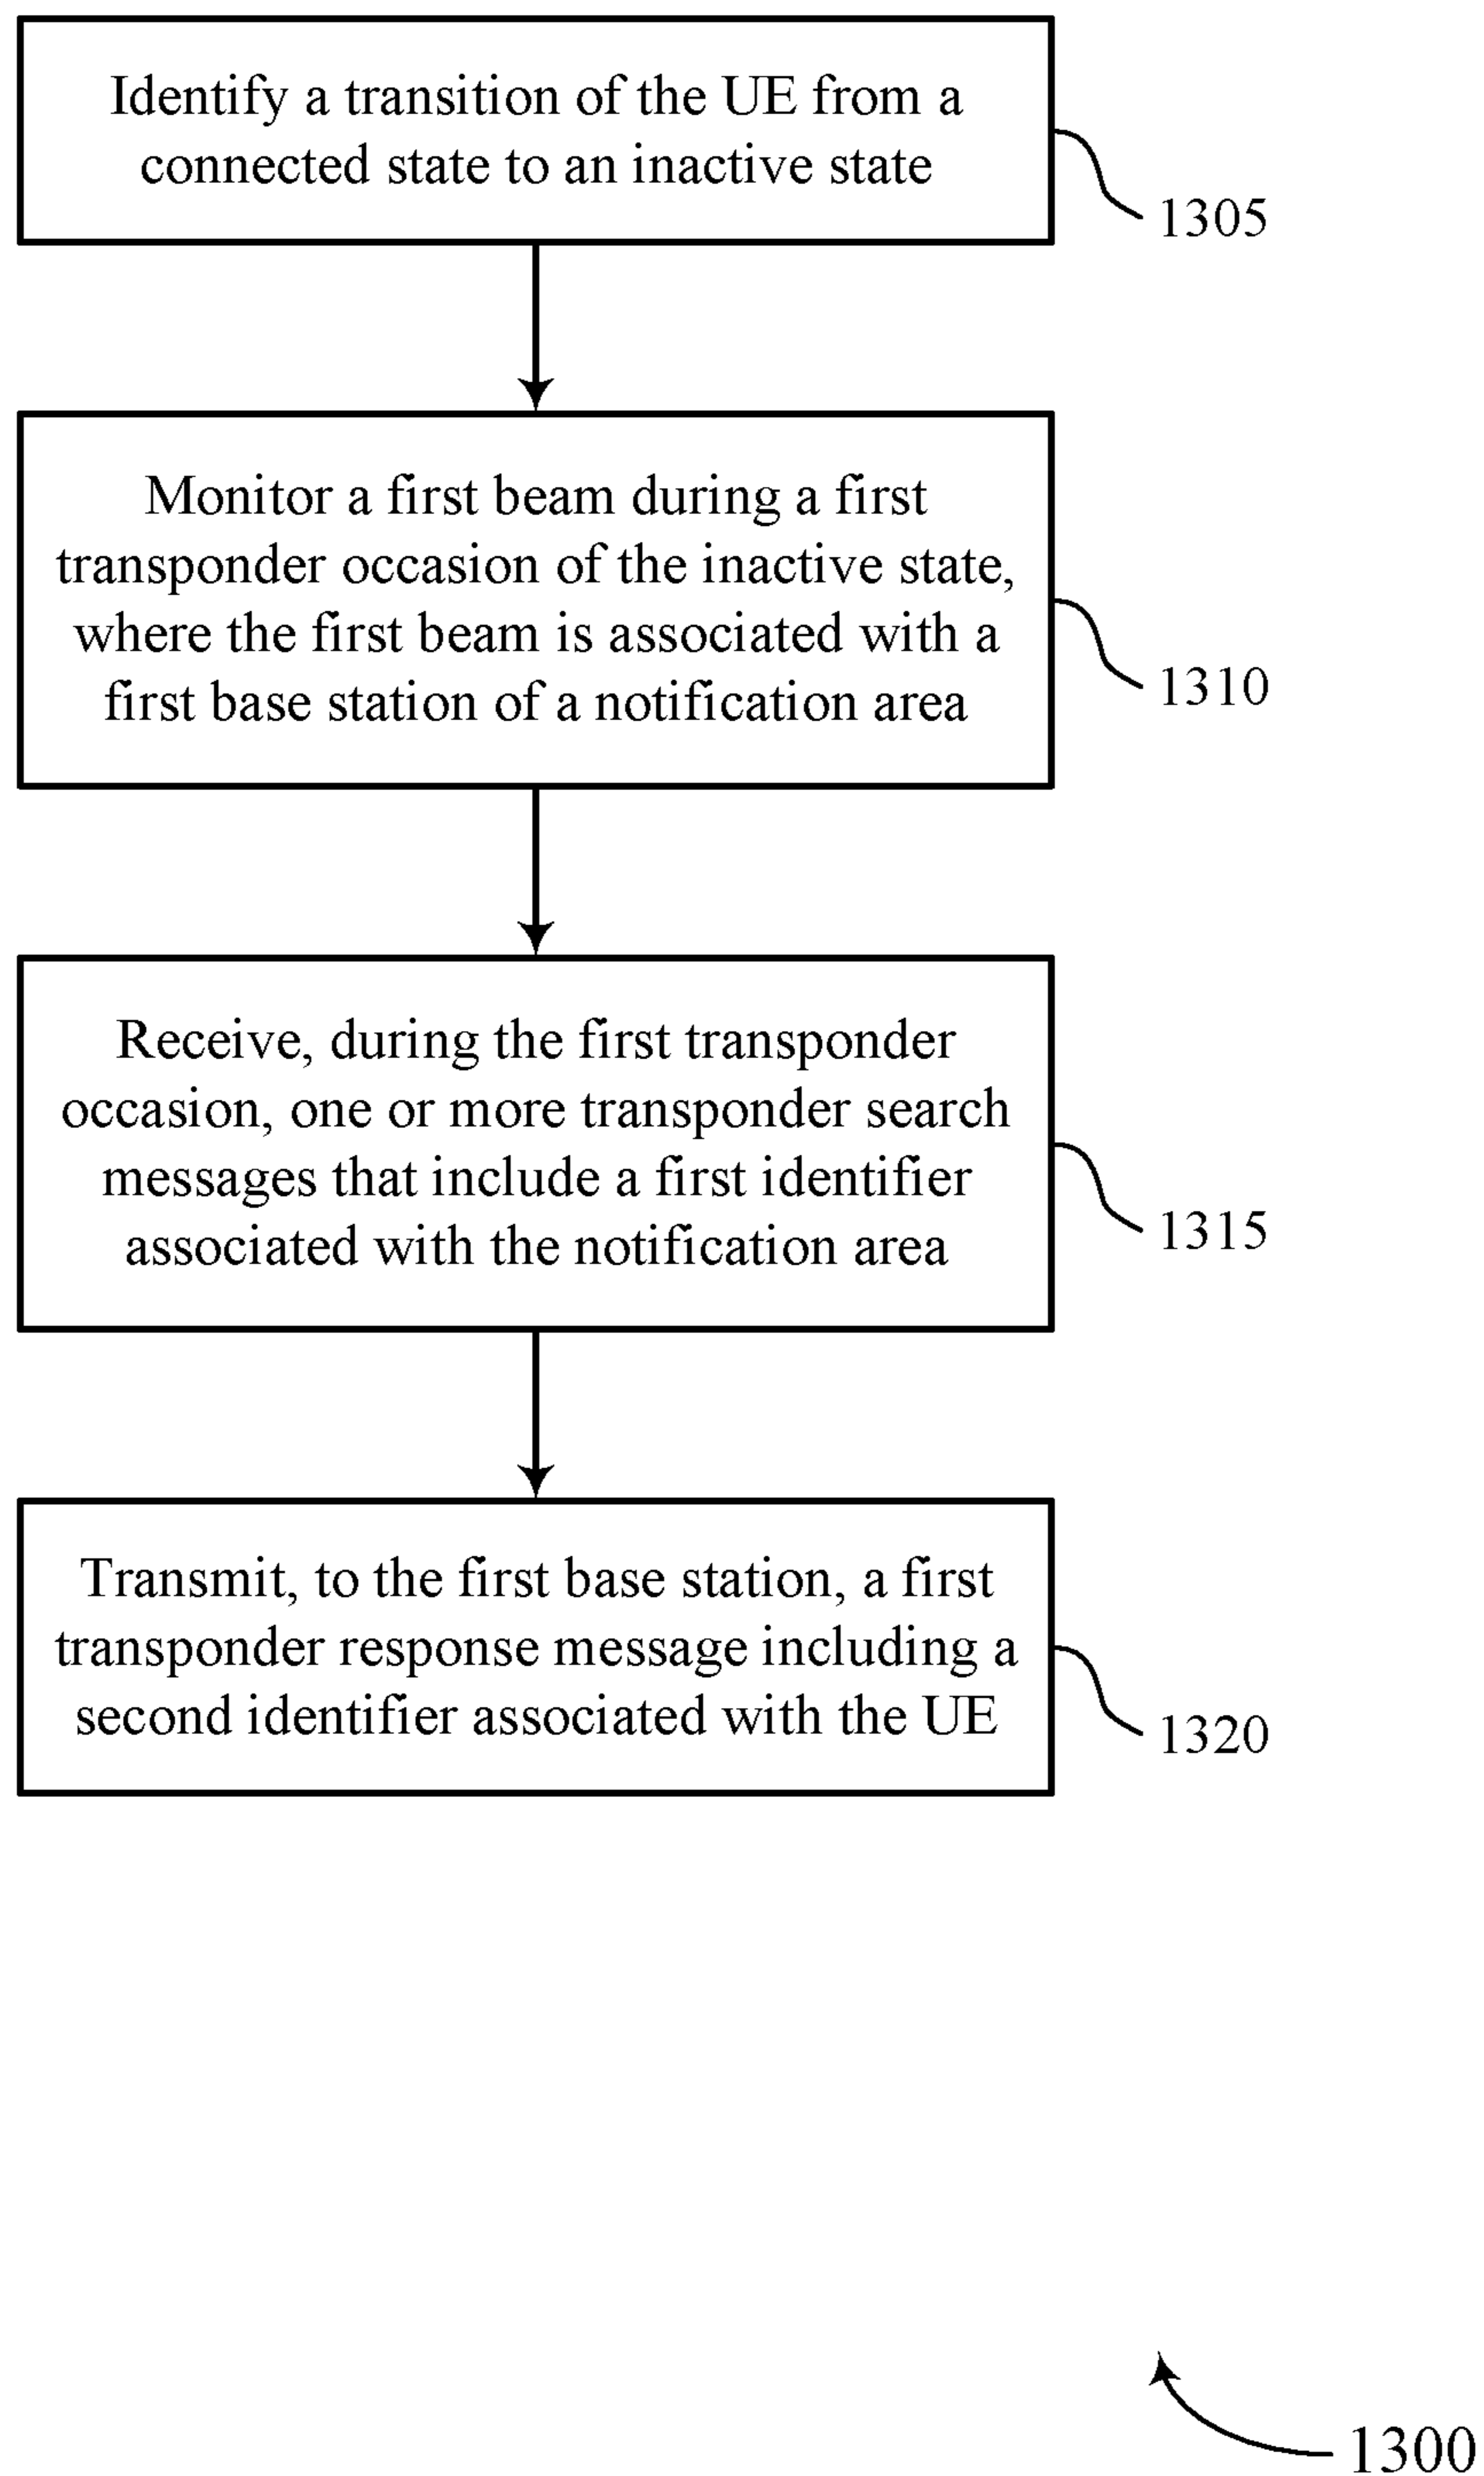 Identify a transition of the UE from a
connected state to an inactive state
1305
Monitor a first beam during a first
transponder occasion of the inactive state,
where the first beam is associated with a
first base station of a notification area
1310
Receive, during the first transponder
occasion, one or more transponder search
messages that include a first identifier
associated with the notification area
1315
Transmit, to the first base station, a first
transponder response message including a
second identifier associated with the UE
1320
1300